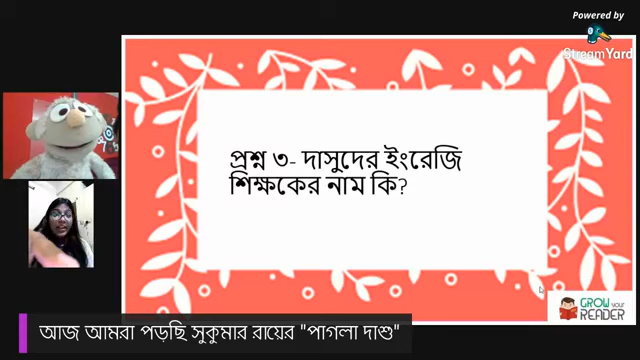 Powered by
StreamYard
প্রশ্ন ৩- দাসুদের ইংরেজি
শিক্ষকের নাম কি?
GROW your
READER
আজ আমরা পড়ছি সুকুমার রায়ের "পাগলা দাশু"